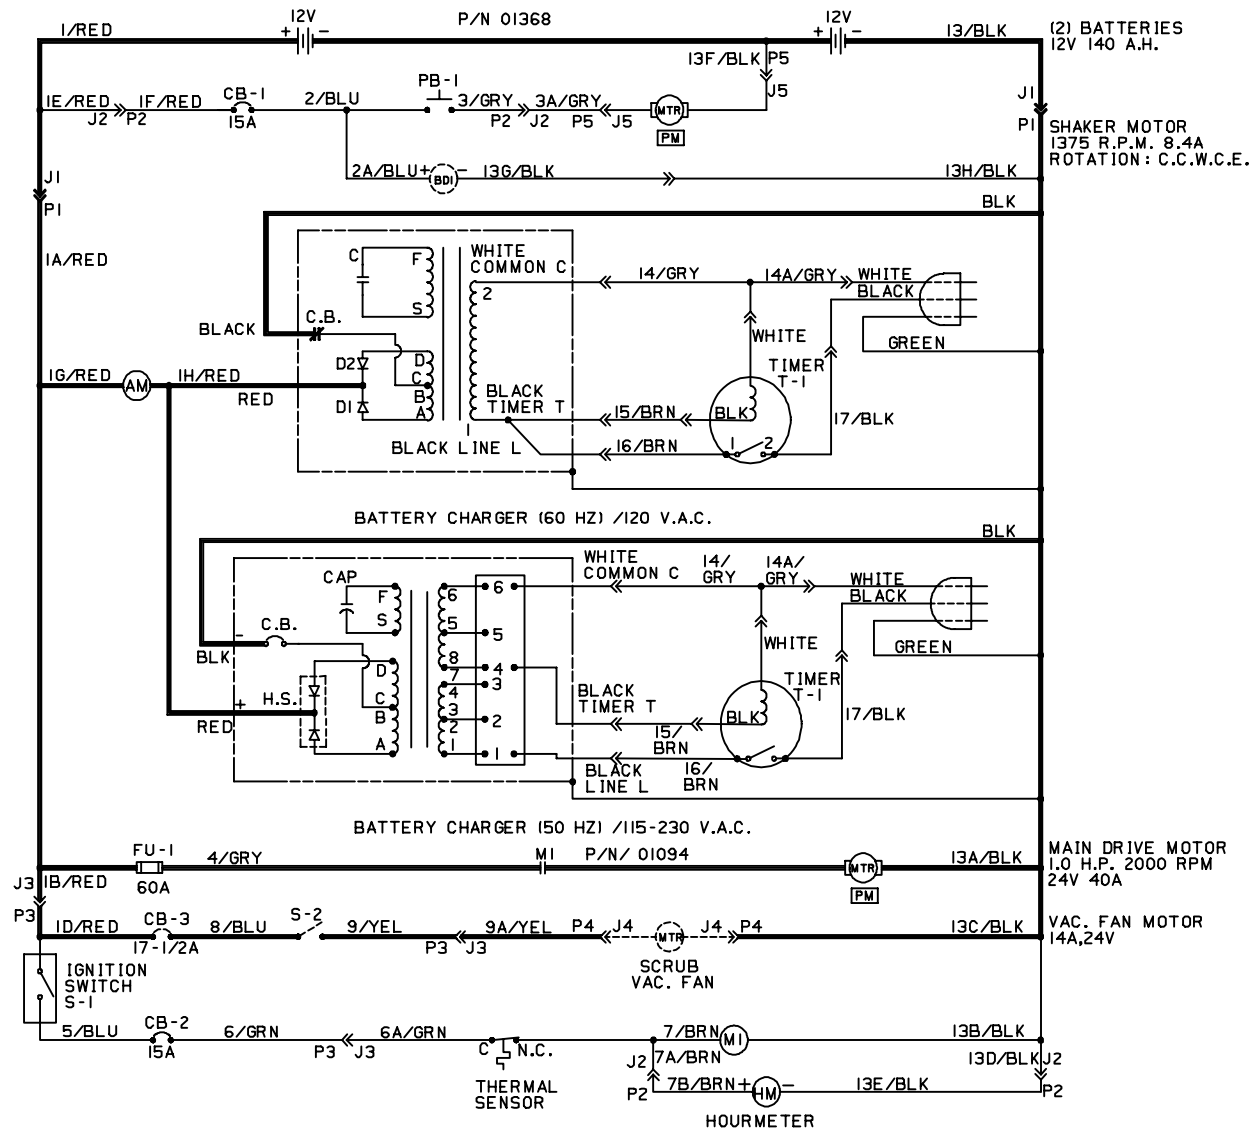 12V P/N 01368 12V
1/RED + - + - 13/BLK
(2) BATTERIES
12V 140 A.H.
13F/BLK P5
J5
1E/RED 1F/RED CB-1 2/BLU PB-1 3/GRY 3A/GRY MTR
J2 P2 15A P2 J2 P5 J5
PM
J1
P1
SHAKER MOTOR
1375 R.P.M. 8.4A
ROTATION: C.C.W.C.E.
2A/BLU + BD1 - 13G/BLK 13H/BLK
J1
P1
BLK
1A/RED
C F
S
WHITE
COMMON C
2
14/GRY 14A/GRY WHITE
BLACK
GREEN
BLACK C.B.
WHITE
TIMER
T-1
D2 D
C
B
D1 A
1G/RED AM 1H/RED
RED
BLACK
TIMER T
15/BRN BLK
17/BLK
1
BLACK LINE L
16/BRN 1 2
BATTERY CHARGER (60 HZ) /120 V.A.C.
BLK
WHITE
COMMON C
14/
GRY
14A/
GRY
WHITE
BLACK
GREEN
CAP F
S
6 6
5 5
8 4
7 3
4
3 2
2
1 1
C.B.
-
BLK
WHITE
TIMER
T-1
D
C
B
A
H.S.
+
RED
BLACK
TIMER T
BLK
17/BLK
15/
BRN
16/
BRN
BLACK
LINE L
BATTERY CHARGER (50 HZ) /115-230 V.A.C.
FU-1 4/GRY M1 P/N/ 01094 MTR 13A/BLK
60A
PM
MAIN DRIVE MOTOR
1.0 H.P. 2000 RPM
24V 40A
J3 1B/RED
P3
1D/RED CB-3 8/BLU S-2 9/YEL 9A/YEL P4 J4 MTR J4 P4 13C/BLK
17-1/2A P3 J3
SCRUB
VAC. FAN
VAC. FAN MOTOR
14A,24V
IGNITION
SWITCH
S-1
5/BLU CB-2 6/GRN 6A/GRN 7/BRN M1 13B/BLK
15A P3 J3 C N.C.
THERMAL
SENSOR
J2 7A/BRN 13D/BLK J2
P2 7B/BRN + HM - 13E/BLK P2
HOURMETER